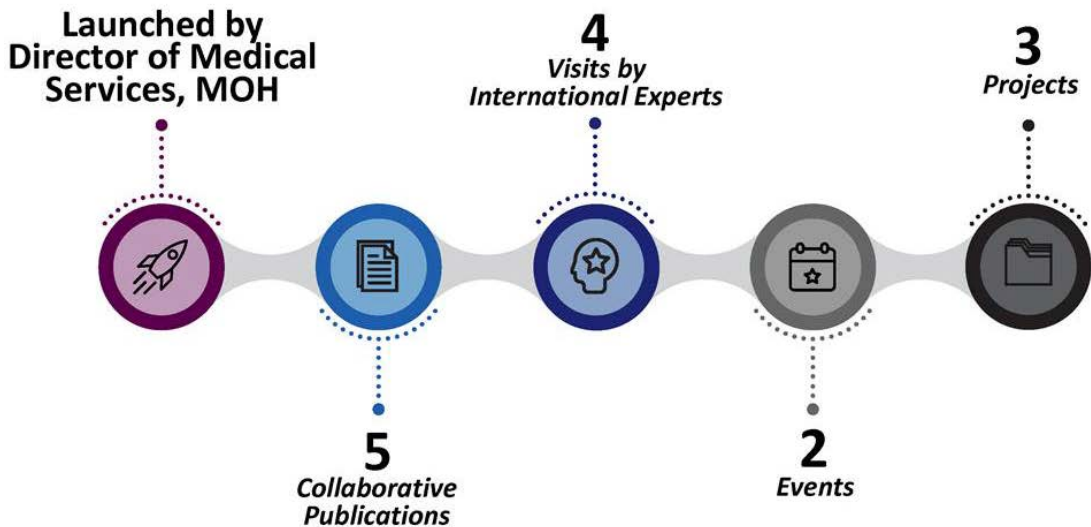 Launched by
Director of Medical
Services, MOH
5
Collaborative
Publications
4
Visits by
International Experts
2
Events
3
Projects